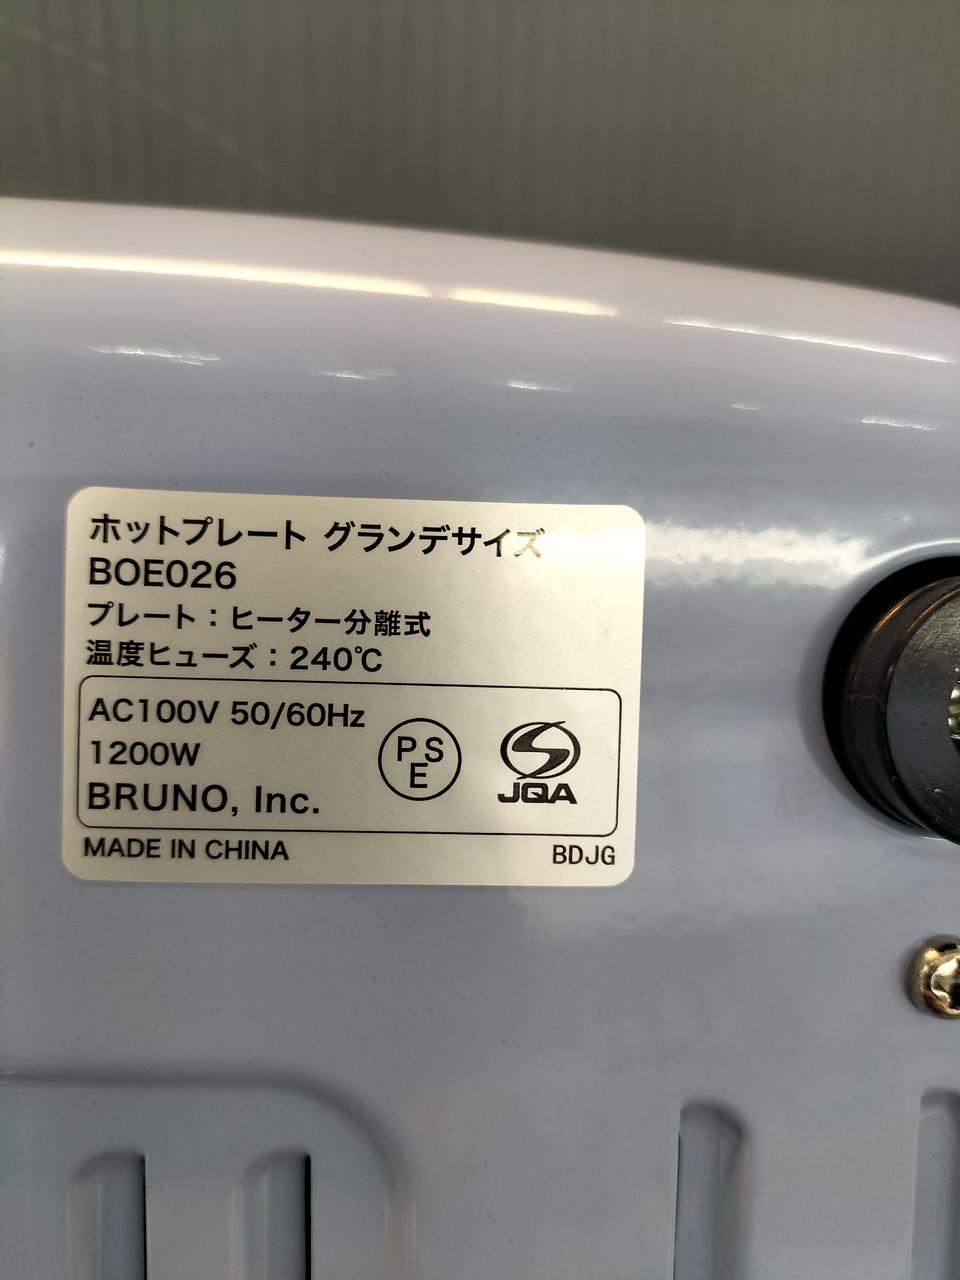 ホットプレート グランデサイズ
BOE026
プレート：ヒーター分離式
温度ヒューズ：240℃
AC100V 50/60Hz
1200W
BRUNO, Inc.
PSE
JQA
MADE IN CHINA
BDJG